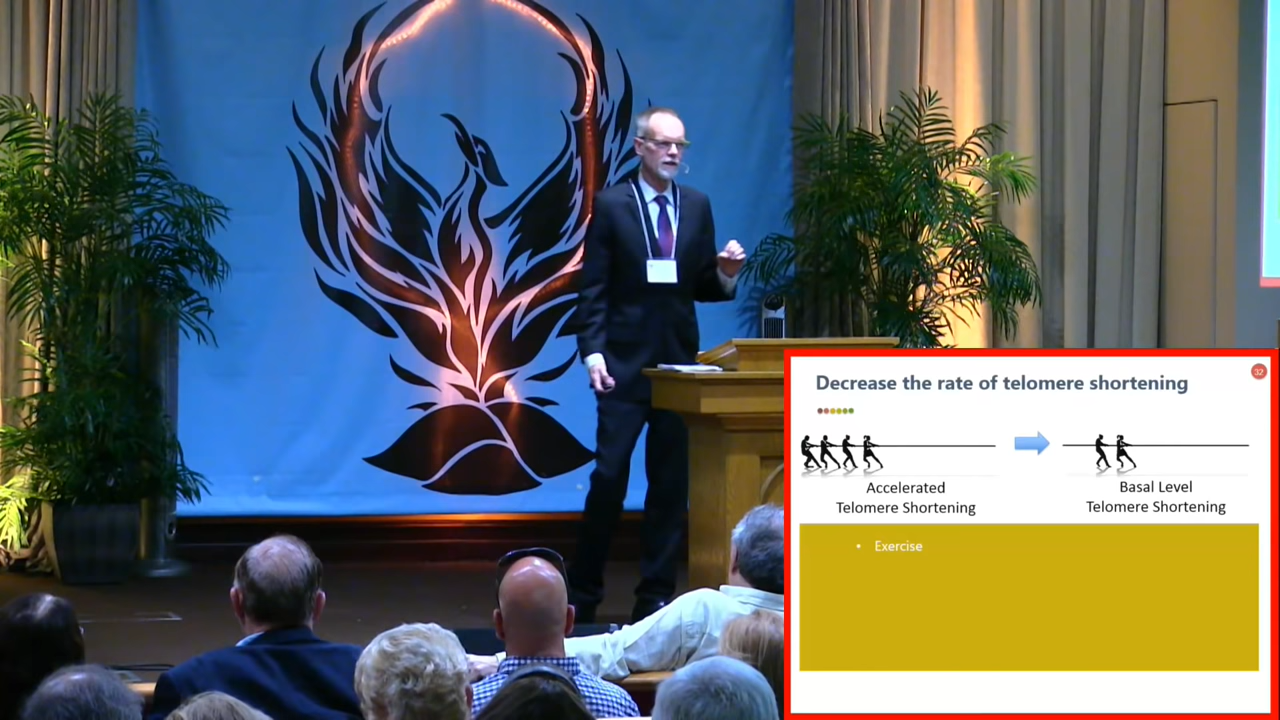 32
Decrease the rate of telomere shortening
Accelerated
Telomere Shortening
Basal Level
Telomere Shortening
• Exercise